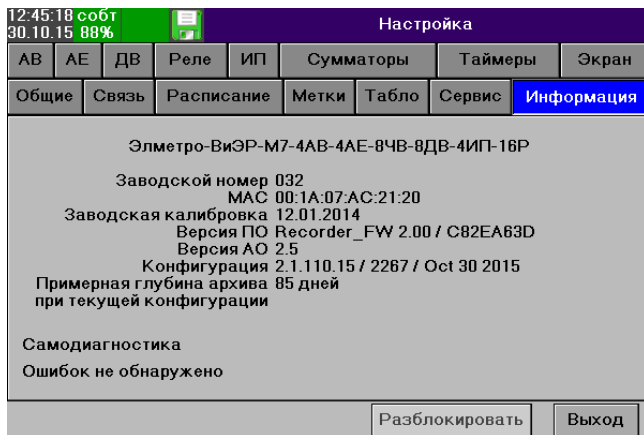 12:45:18 собт
30.10.15 88%
Настройка
АВ АЕ ДВ Реле ИП Сумматоры Таймеры Экран
Общие Связь Расписание Метки Табло Сервис Информация
Элметро-ВиЭР-М7-4АВ-4АЕ-8ЧВ-8ДВ-4ИП-16Р
Заводской номер 032
MAC 00:1A:07:AC:21:20
Заводская калибровка 12.01.2014
Версия ПО Recorder_FW 2.00 / C82EA63D
Версия АО 2.5
Конфигурация 2.1.110.15 / 2267 / Oct 30 2015
Примерная глубина архива 85 дней
при текущей конфигурации
Самодиагностика
Ошибок не обнаружено
Разблокировать Выход